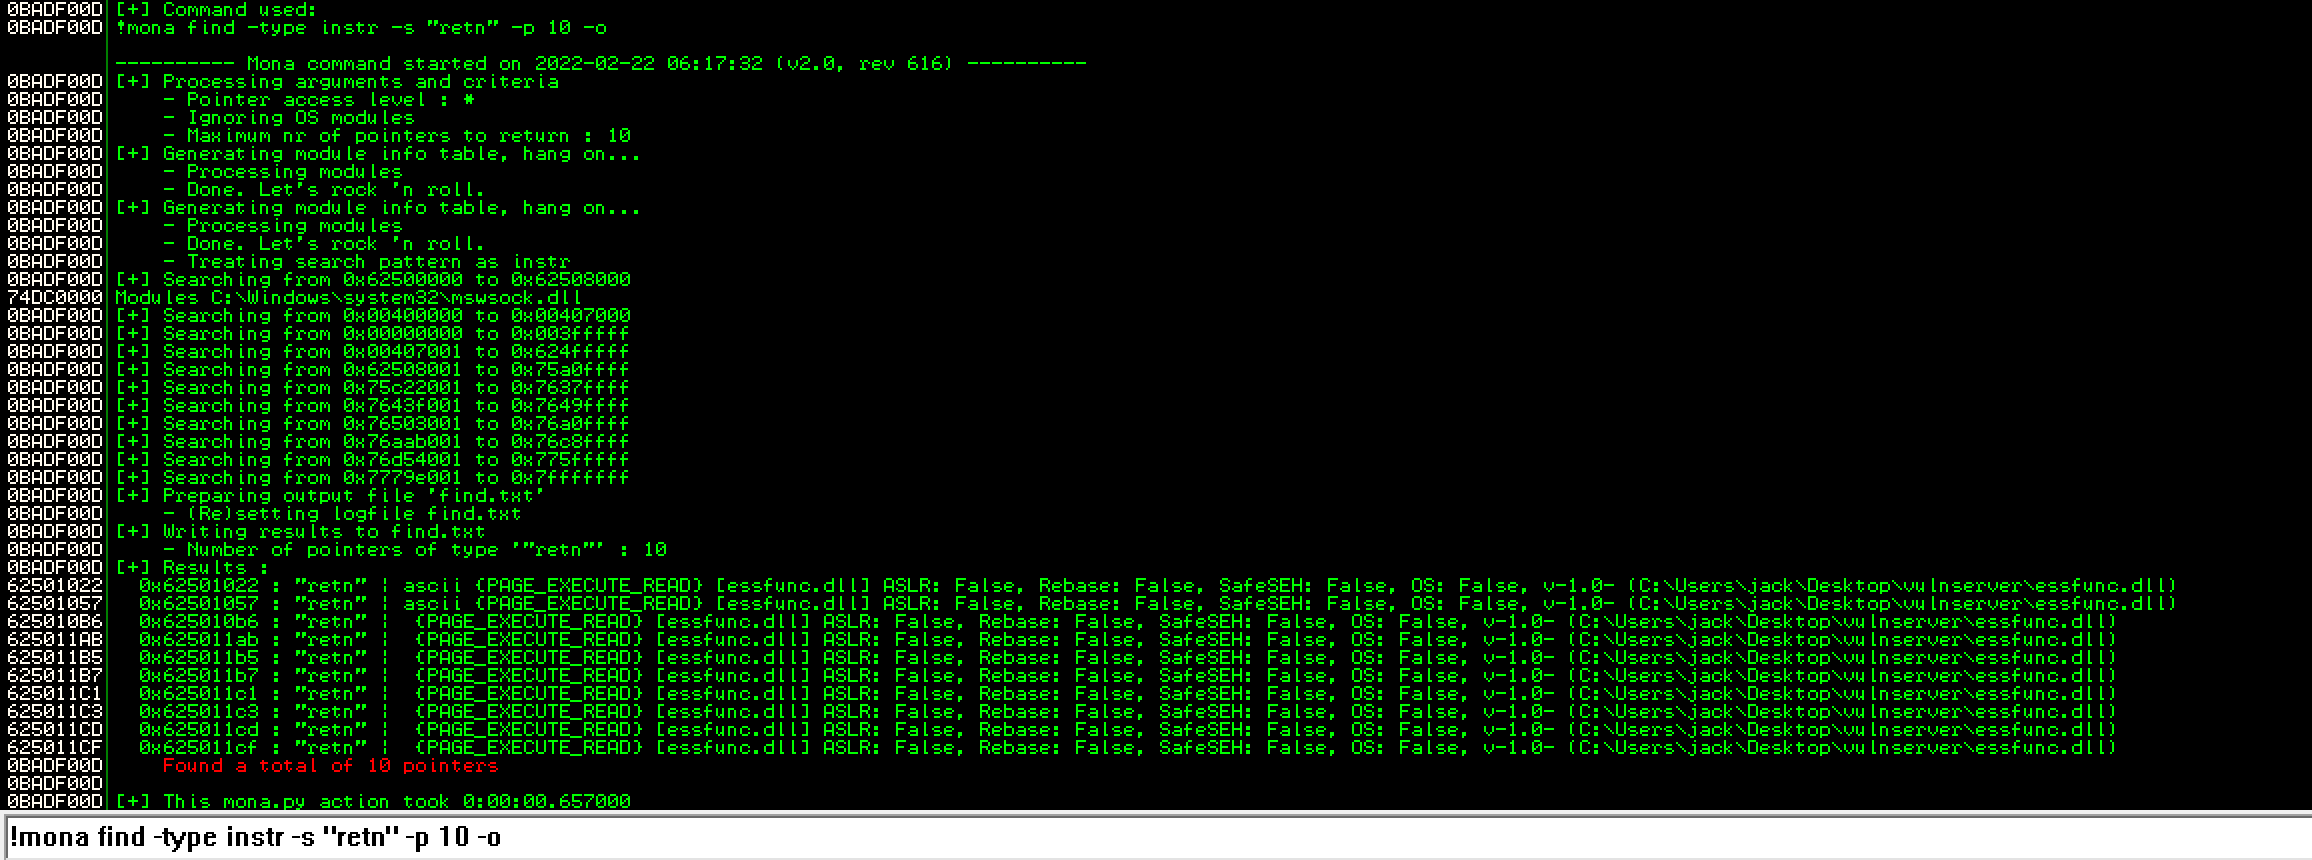 0BADF00D [+] Command used:
0BADF00D !mona find -type instr -s "retn" -p 10 -o
---------- Mona command started on 2022-02-22 06:17:32 (v2.0, rev 616) ----------
0BADF00D [+] Processing arguments and criteria
0BADF00D - Pointer access level : *
0BADF00D - Ignoring OS modules
0BADF00D - Maximum nr of pointers to return : 10
0BADF00D [+] Generating module info table, hang on...
0BADF00D - Processing modules
0BADF00D - Done. Let's rock 'n roll.
0BADF00D [+] Generating module info table, hang on...
0BADF00D - Processing modules
0BADF00D - Done. Let's rock 'n roll.
0BADF00D - Treating search pattern as instr
0BADF00D [+] Searching from 0x62500000 to 0x62508000
74DC0000 Modules C:\Windows\system32\mswsock.dll
0BADF00D [+] Searching from 0x00400000 to 0x00407000
0BADF00D [+] Searching from 0x00000000 to 0x003fffff
0BADF00D [+] Searching from 0x00407001 to 0x624fffff
0BADF00D [+] Searching from 0x62508001 to 0x75a0ffff
0BADF00D [+] Searching from 0x75c22001 to 0x7637ffff
0BADF00D [+] Searching from 0x7643f001 to 0x7649ffff
0BADF00D [+] Searching from 0x76503001 to 0x76a0ffff
0BADF00D [+] Searching from 0x76aab001 to 0x76c8ffff
0BADF00D [+] Searching from 0x76d54001 to 0x775fffff
0BADF00D [+] Searching from 0x7779e001 to 0x7fffffff
0BADF00D [+] Preparing output file 'find.txt'
0BADF00D - (Re)setting logfile find.txt
0BADF00D [+] Writing results to find.txt
0BADF00D - Number of pointers of type '"retn"' : 10
0BADF00D [+] Results :
62501022 0x62501022 : "retn" | ascii {PAGE_EXECUTE_READ} [essfunc.dll] ASLR: False, Rebase: False, SafeSEH: False, OS: False, v-1.0- (C:\Users\jack\Desktop\vulnserver\essfunc.dll)
62501057 0x62501057 : "retn" | ascii {PAGE_EXECUTE_READ} [essfunc.dll] ASLR: False, Rebase: False, SafeSEH: False, OS: False, v-1.0- (C:\Users\jack\Desktop\vulnserver\essfunc.dll)
625010B6 0x625010b6 : "retn" | {PAGE_EXECUTE_READ} [essfunc.dll] ASLR: False, Rebase: False, SafeSEH: False, OS: False, v-1.0- (C:\Users\jack\Desktop\vulnserver\essfunc.dll)
625011AB 0x625011ab : "retn" | {PAGE_EXECUTE_READ} [essfunc.dll] ASLR: False, Rebase: False, SafeSEH: False, OS: False, v-1.0- (C:\Users\jack\Desktop\vulnserver\essfunc.dll)
625011B5 0x625011b5 : "retn" | {PAGE_EXECUTE_READ} [essfunc.dll] ASLR: False, Rebase: False, SafeSEH: False, OS: False, v-1.0- (C:\Users\jack\Desktop\vulnserver\essfunc.dll)
625011B7 0x625011b7 : "retn" | {PAGE_EXECUTE_READ} [essfunc.dll] ASLR: False, Rebase: False, SafeSEH: False, OS: False, v-1.0- (C:\Users\jack\Desktop\vulnserver\essfunc.dll)
625011C1 0x625011c1 : "retn" | {PAGE_EXECUTE_READ} [essfunc.dll] ASLR: False, Rebase: False, SafeSEH: False, OS: False, v-1.0- (C:\Users\jack\Desktop\vulnserver\essfunc.dll)
625011C3 0x625011c3 : "retn" | {PAGE_EXECUTE_READ} [essfunc.dll] ASLR: False, Rebase: False, SafeSEH: False, OS: False, v-1.0- (C:\Users\jack\Desktop\vulnserver\essfunc.dll)
625011CD 0x625011cd : "retn" | {PAGE_EXECUTE_READ} [essfunc.dll] ASLR: False, Rebase: False, SafeSEH: False, OS: False, v-1.0- (C:\Users\jack\Desktop\vulnserver\essfunc.dll)
625011CF 0x625011cf : "retn" | {PAGE_EXECUTE_READ} [essfunc.dll] ASLR: False, Rebase: False, SafeSEH: False, OS: False, v-1.0- (C:\Users\jack\Desktop\vulnserver\essfunc.dll)
0BADF00D Found a total of 10 pointers
0BADF00D
0BADF00D [+] This mona.py action took 0:00:00.657000
!mona find -type instr -s "retn" -p 10 -o